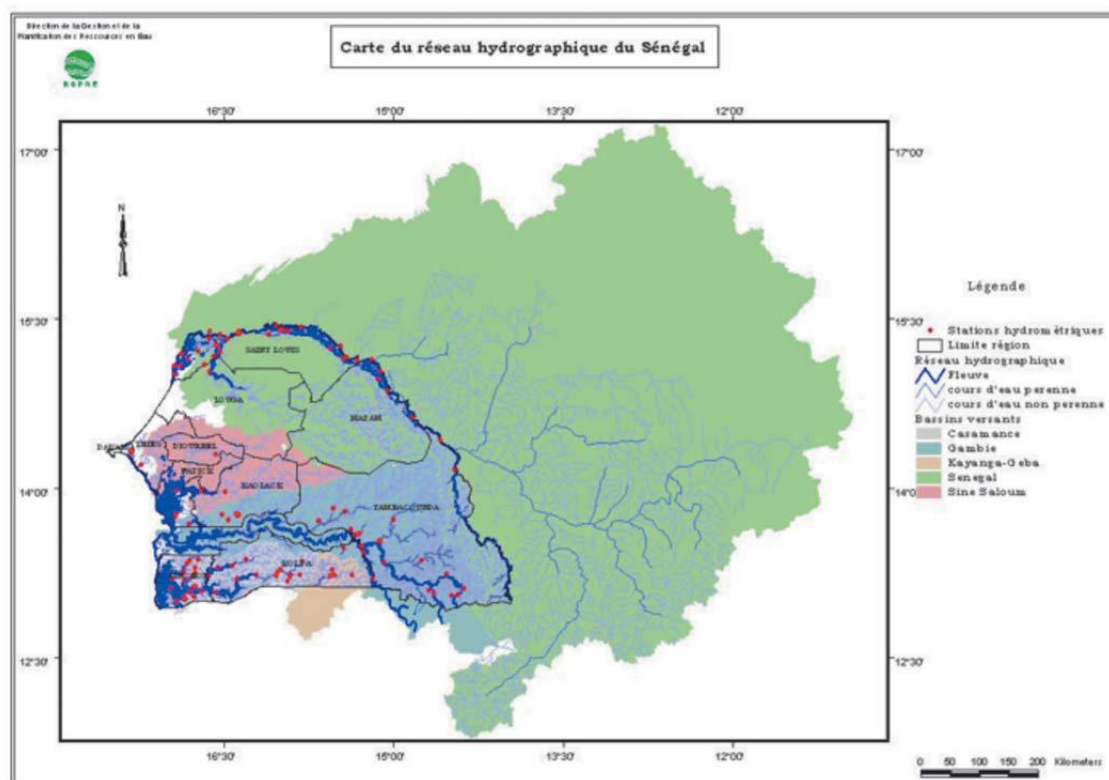 Direction de la Gestion et de la
Planification des Ressources en Eau
DGPRE
Carte du réseau hydrographique du Sénégal
16°30'
15°00'
13°30'
12°00'
17°00'
17°00'
N
15°30'
15°30'
Légende
Stations hydromètriques
Limite région
Réseau hydrographique
Fleuve
cours d'eau perenne
cours d'eau non perenne
Bassins versants
Casamance
Gambie
Kayanga-Geba
Senegal
Sine Saloum
SAINT LOUIS
LOUGA
MATAM
DAKAR
THIES
DIOURBEL
FATICK
KAOLACK
14°00'
14°00'
TAMBACOUNDA
KOLDA
12°30'
12°30'
16°30'
15°00'
13°30'
12°00'
0 50 100 150 200 Kilometers